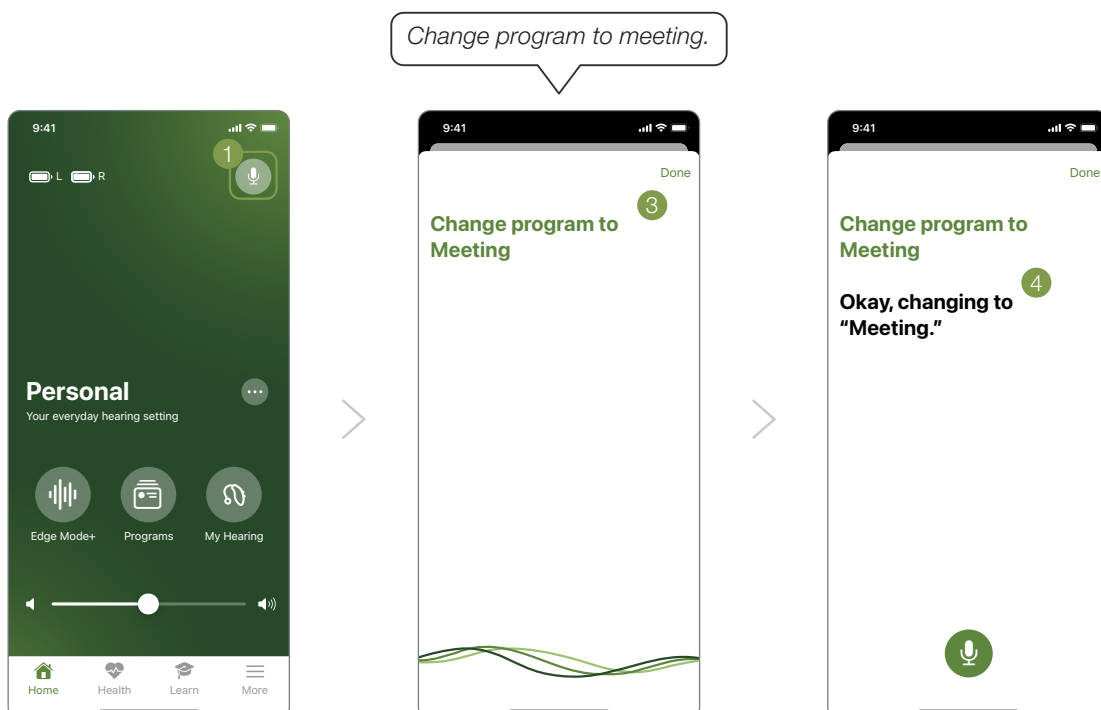 Change program to meeting.
9:41
1
L R
Personal
Your everyday hearing setting
Edge Mode+ Programs My Hearing
Home Health Learn More
9:41
Done
3
Change program to
Meeting
9:41
Done
Change program to
Meeting
4
Okay, changing to
“Meeting.”